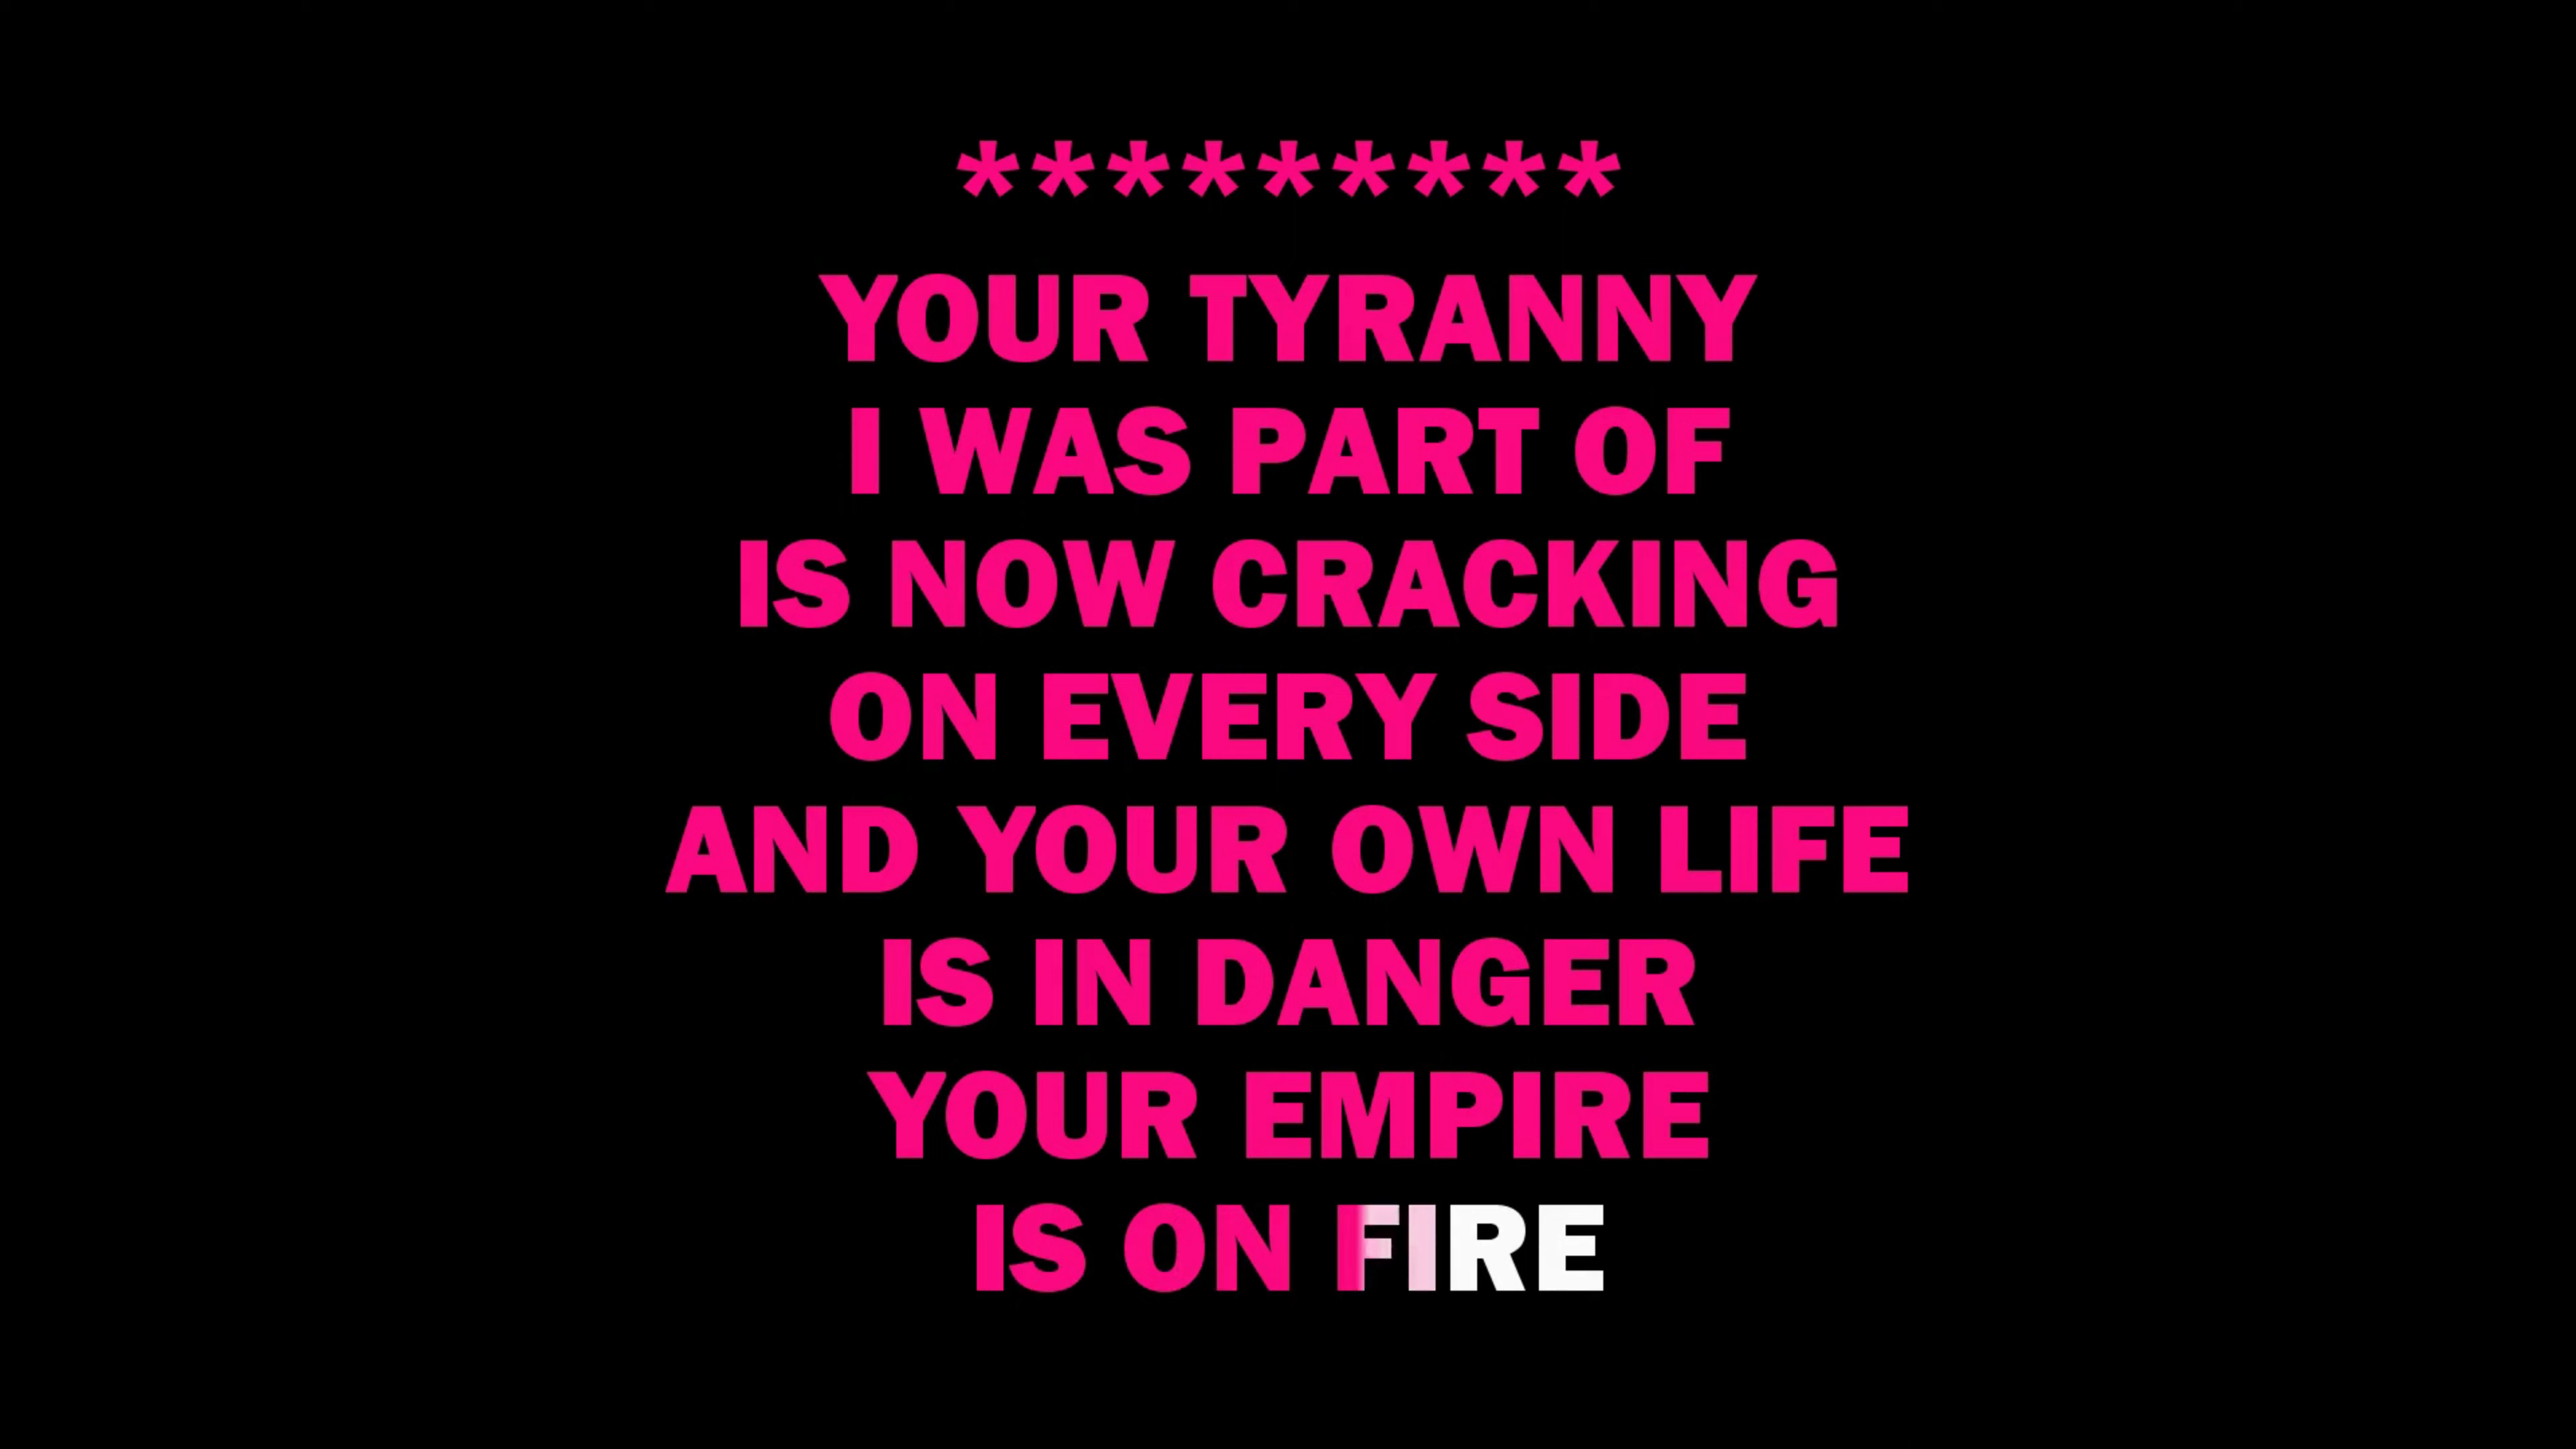 *********
YOUR TYRANNY
I WAS PART OF
IS NOW CRACKING
ON EVERY SIDE
AND YOUR OWN LIFE
IS IN DANGER
YOUR EMPIRE
IS ON FIRE